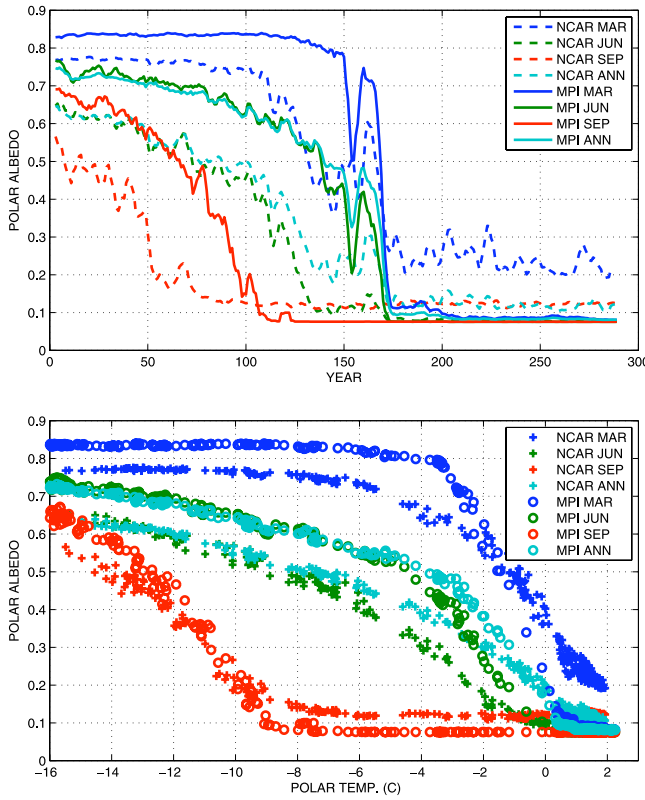 0.9
0.8
0.7
0.6
0.5
0.4
0.3
0.2
0.1
0
POLAR ALBEDO
NCAR MAR
NCAR JUN
NCAR SEP
NCAR ANN
MPI MAR
MPI JUN
MPI SEP
MPI ANN
0 50 100 150 200 250 300
YEAR
0.9
0.8
0.7
0.6
0.5
0.4
0.3
0.2
0.1
0
POLAR ALBEDO
NCAR MAR
NCAR JUN
NCAR SEP
NCAR ANN
MPI MAR
MPI JUN
MPI SEP
MPI ANN
−16 −14 −12 −10 −8 −6 −4 −2 0 2
POLAR TEMP. (C)